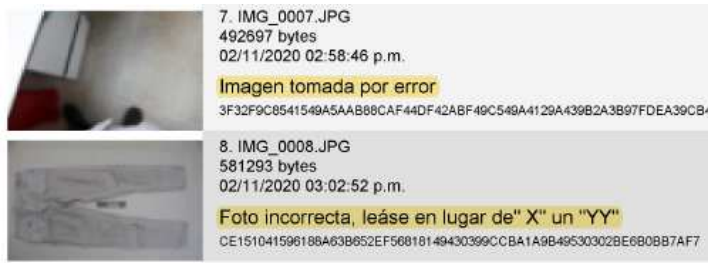 7. IMG_0007.JPG
492697 bytes
02/11/2020 02:58:46 p.m.
Imagen tomada por error
3F32F9C8541549A5AAB88CAF44DF42ABF49C549A4129A439B2A3B97FDEA39CB4
8. IMG_0008.JPG
581293 bytes
02/11/2020 03:02:52 p.m.
Foto incorrecta, leáse en lugar de" X" un "YY"
CE151041596186A63B652EF56818149430399CCBA1A9B49530302BE6B0BB7AF7